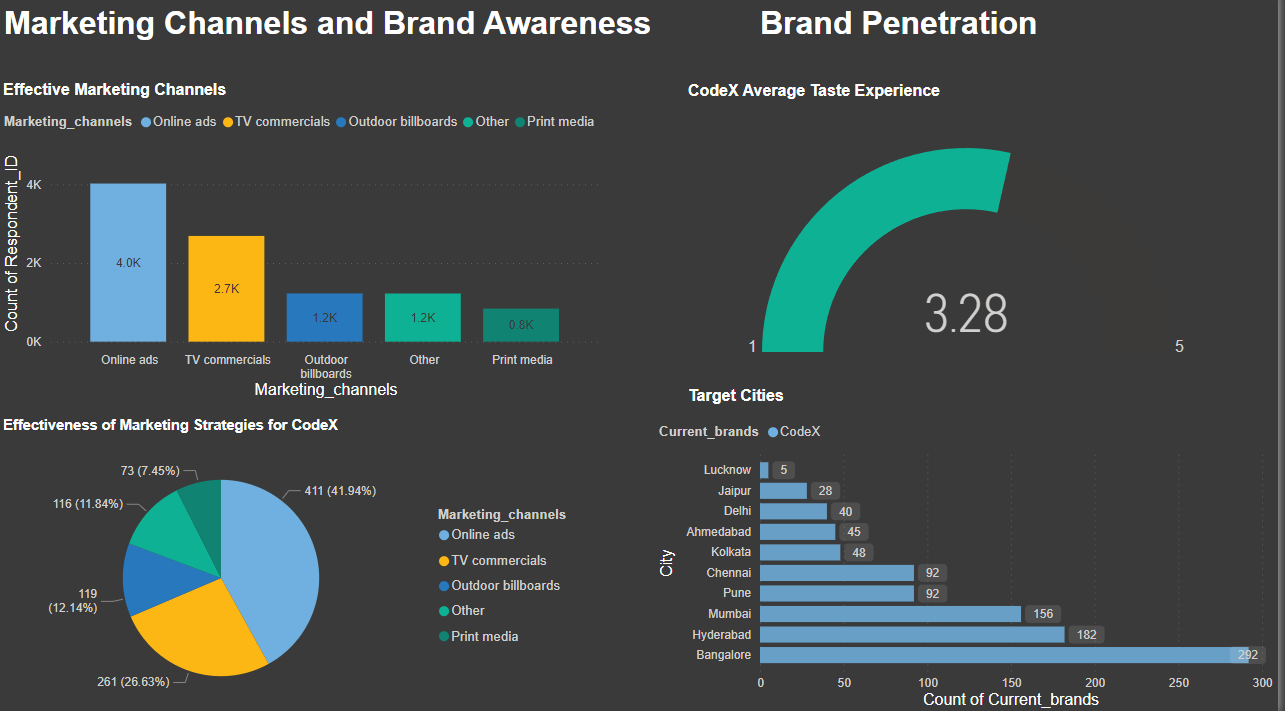 Marketing Channels and Brand Awareness
Brand Penetration
Effective Marketing Channels
Marketing_channels Online ads TV commercials Outdoor billboards Other Print media
Count of Respondent_ID
4K
2K
0K
4.0K
2.7K
1.2K
1.2K
0.8K
Online ads
TV commercials
Outdoor
billboards
Other
Print media
Marketing_channels
CodeX Average Taste Experience
3.28
1
5
Effectiveness of Marketing Strategies for CodeX
73 (7.45%)
411 (41.94%)
116 (11.84%)
119
(12.14%)
261 (26.63%)
Marketing_channels
Online ads
TV commercials
Outdoor billboards
Other
Print media
Target Cities
Current_brands CodeX
City
Lucknow 5
Jaipur 28
Delhi 40
Ahmedabad 45
Kolkata 48
Chennai 92
Pune 92
Mumbai 156
Hyderabad 182
Bangalore 292
0 50 100 150 200 250 300
Count of Current_brands